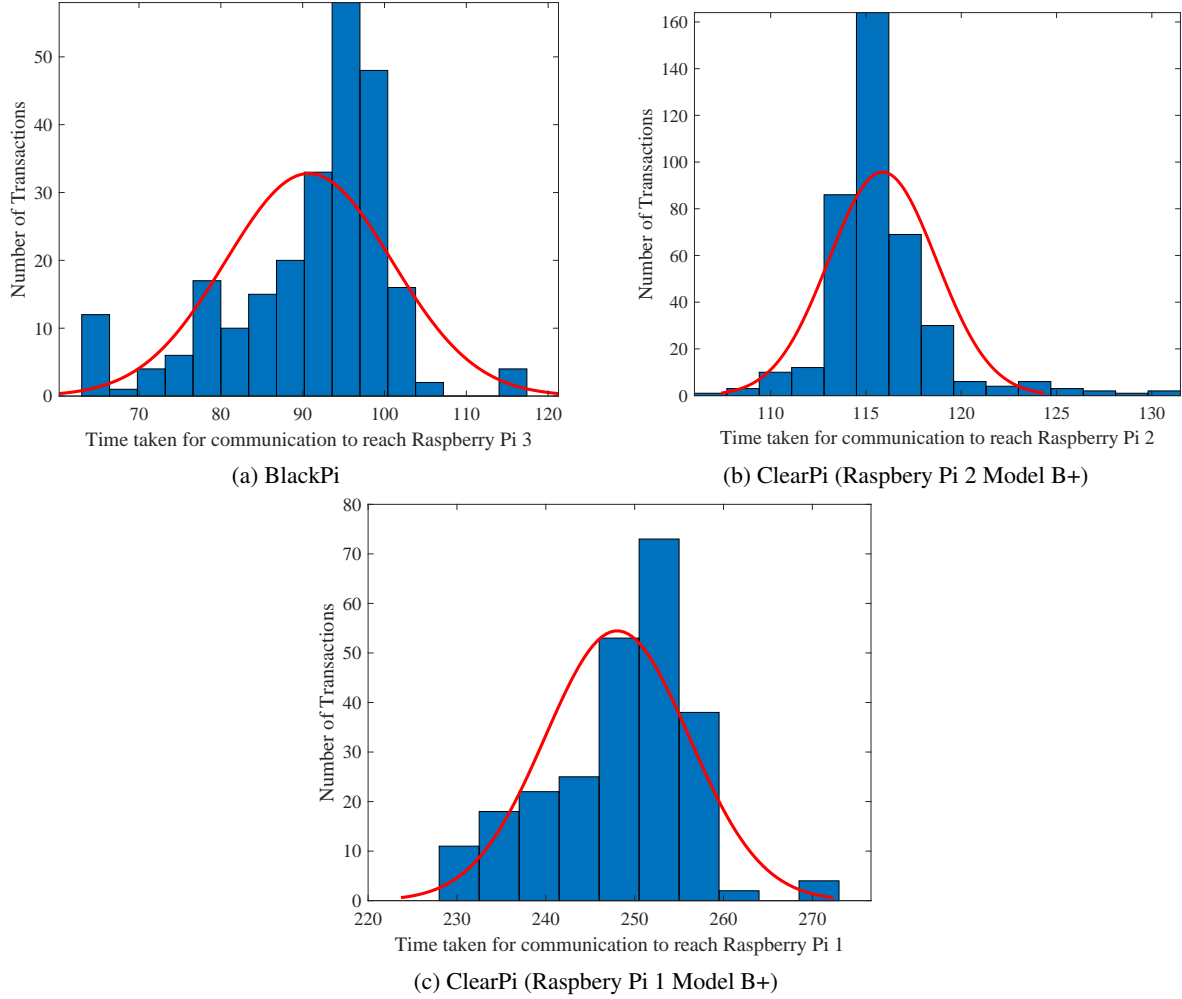 50
40
30
20
10
0
Number of Transactions
70 80 90 100 110 120
Time taken for communication to reach Raspberry Pi 3
(a) BlackPi
160
140
120
100
80
60
40
20
0
Number of Transactions
110 115 120 125 130
Time taken for communication to reach Raspberry Pi 2
(b) ClearPi (Raspbery Pi 2 Model B+)
80
70
60
50
40
30
20
10
0
Number of Transactions
220 230 240 250 260 270
Time taken for communication to reach Raspberry Pi 1
(c) ClearPi (Raspbery Pi 1 Model B+)